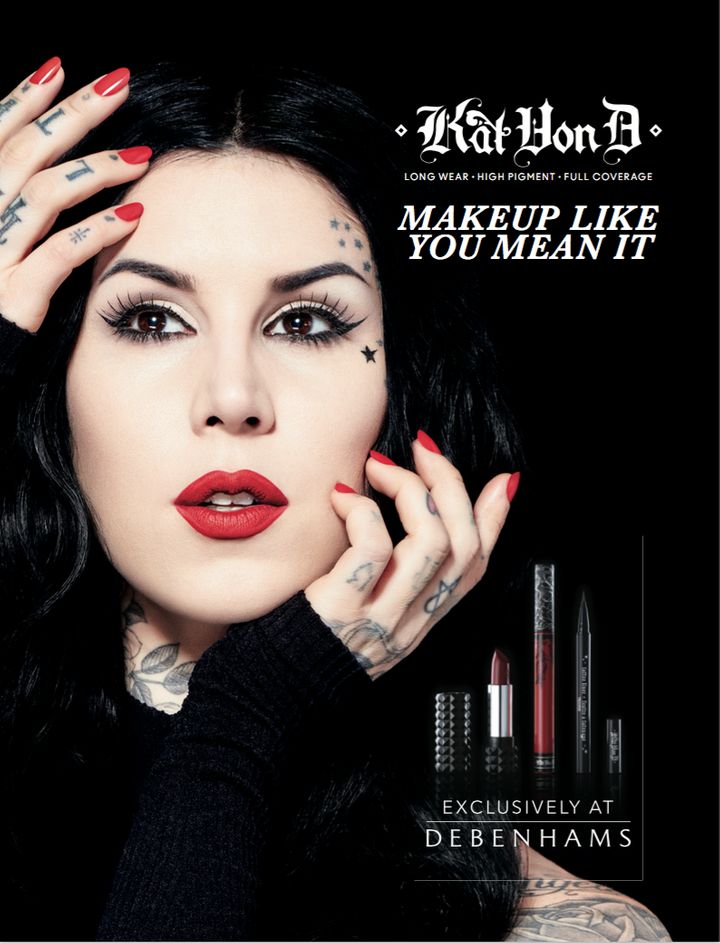 Kat Von D
LONG WEAR • HIGH PIGMENT • FULL COVERAGE
MAKEUP LIKE
YOU MEAN IT
EXCLUSIVELY AT
DEBENHAMS